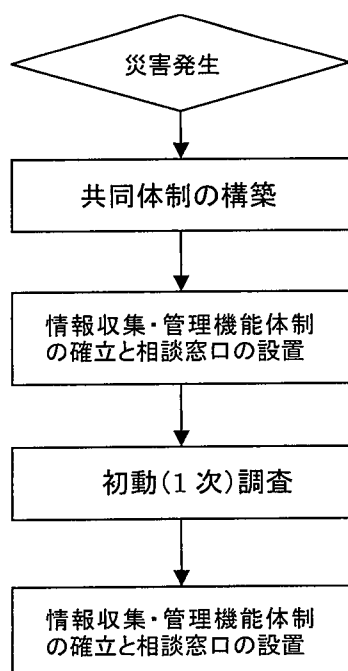 災害発生
共同体制の構築
情報収集・管理機能体制
の確立と相談窓口の設置
初動(1次)調査
情報収集・管理機能体制
の確立と相談窓口の設置